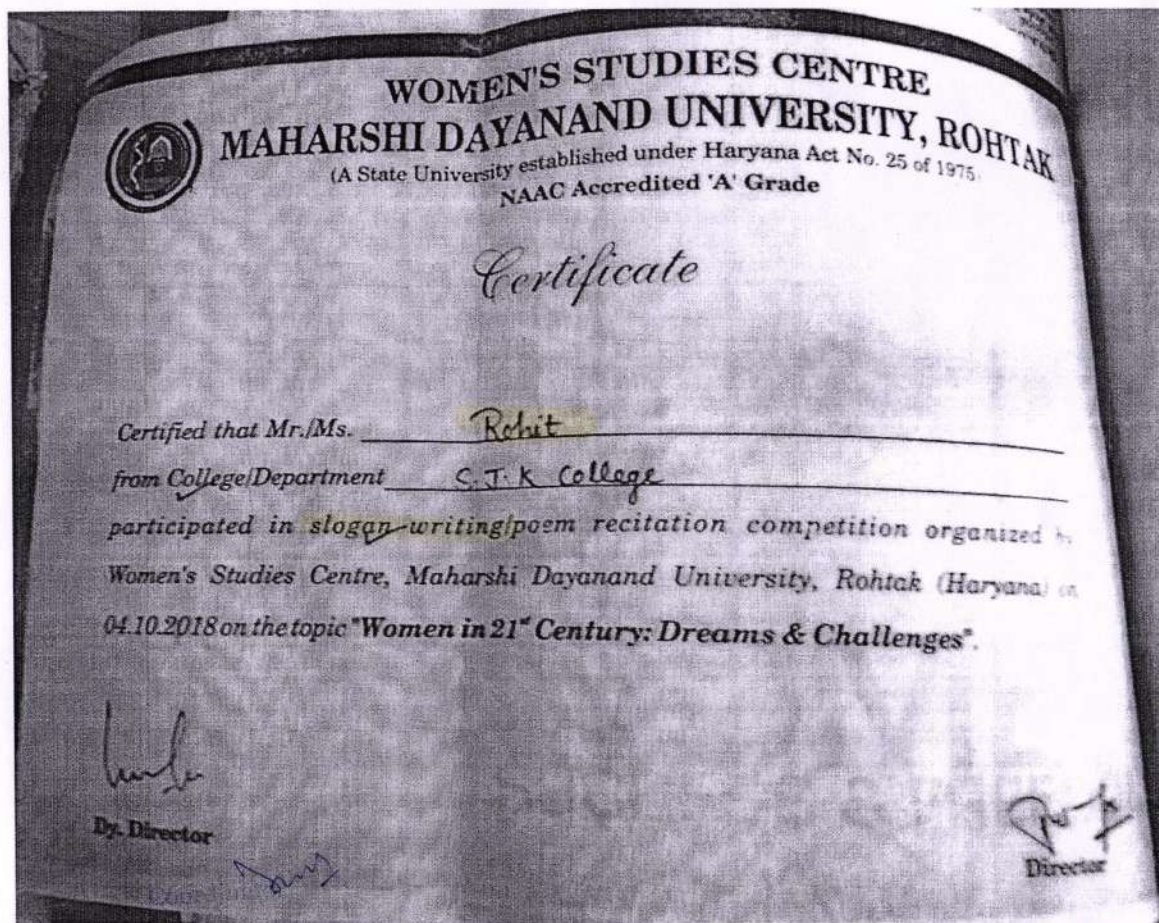 WOMEN'S STUDIES CENTRE
MAHARSHI DAYANAND UNIVERSITY, ROHTAK
(A State University established under Haryana Act No. 25 of 1975
NAAC Accredited 'A' Grade
Certificate
Certified that Mr./Ms. Rohit
from College/Department C.J.K College
participated in slogan-writing/poem recitation competition organized
Women's Studies Centre, Maharshi Dayanand University, Rohtak (Haryana) on
04.10.2018 on the topic "Women in 21st Century: Dreams & Challenges".
Dy. Director
Director